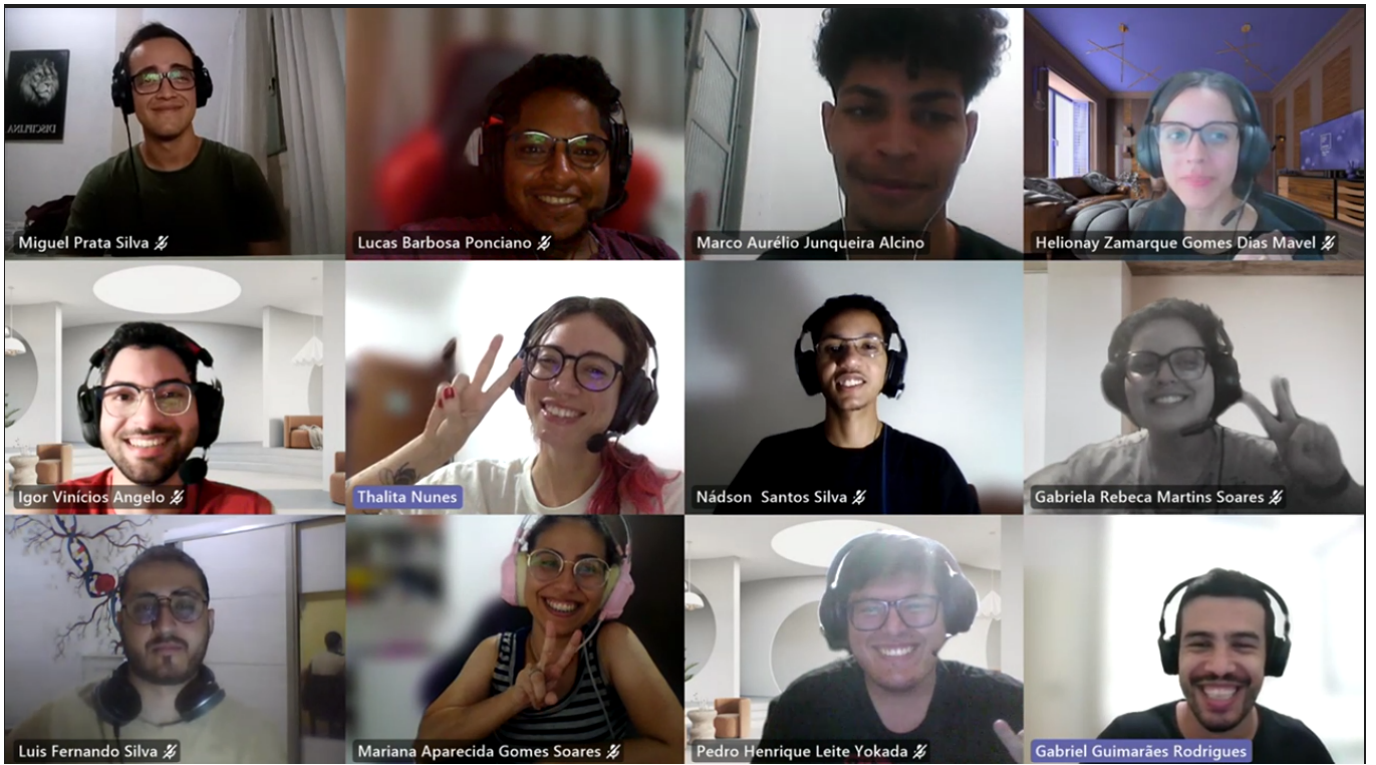 DISCIPLINA
Miguel Prata Silva
Lucas Barbosa Ponciano
Marco Aurélio Junqueira Alcino
Helionay Zamarque Gomes Dias Mavel
Igor Vinícios Angelo
Thalita Nunes
Nádson Santos Silva
Gabriela Rebeca Martins Soares
Luis Fernando Silva
Mariana Aparecida Gomes Soares
Pedro Henrique Leite Yokada
Gabriel Guimarães Rodrigues